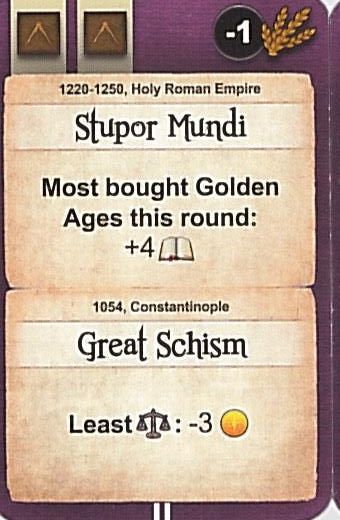 -1
1220-1250, Holy Roman Empire
Stupor Mundi
Most bought Golden
Ages this round:
+4
1054, Constantinople
Great Schism
Least : -3